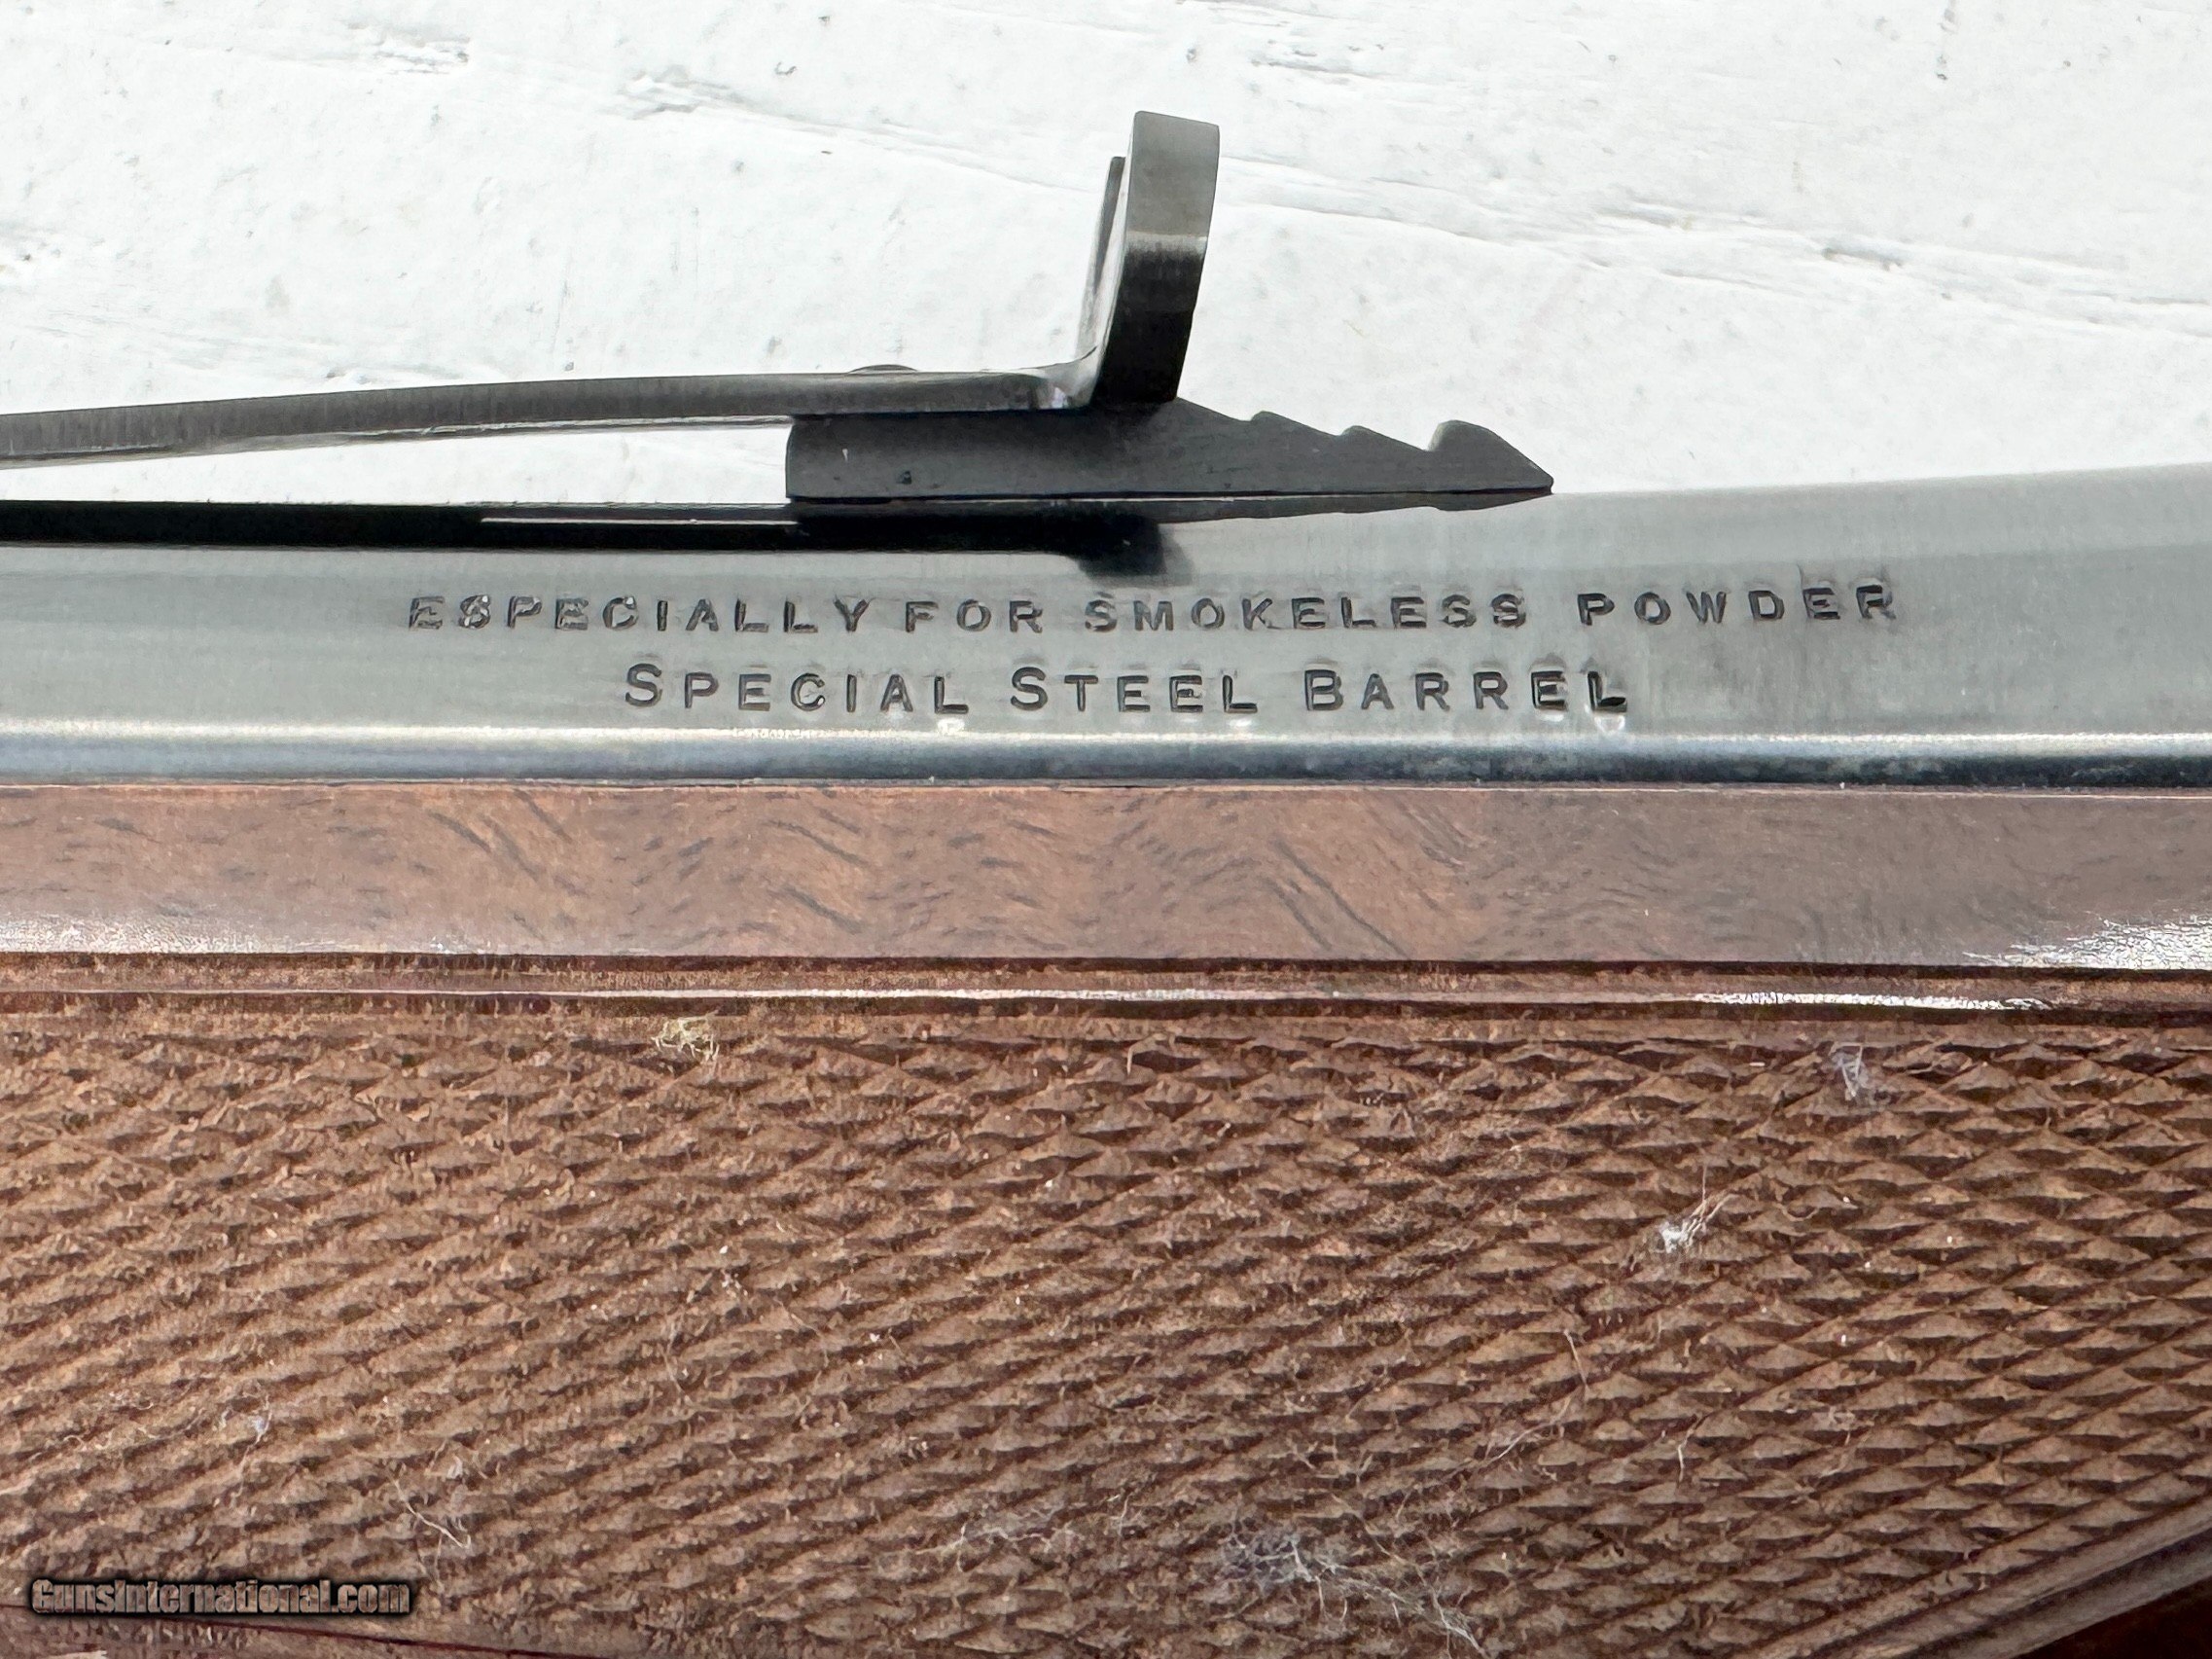 ESPECIALLY FOR SMOKELESS POWDER
SPECIAL STEEL BARREL
GunsInternational.com